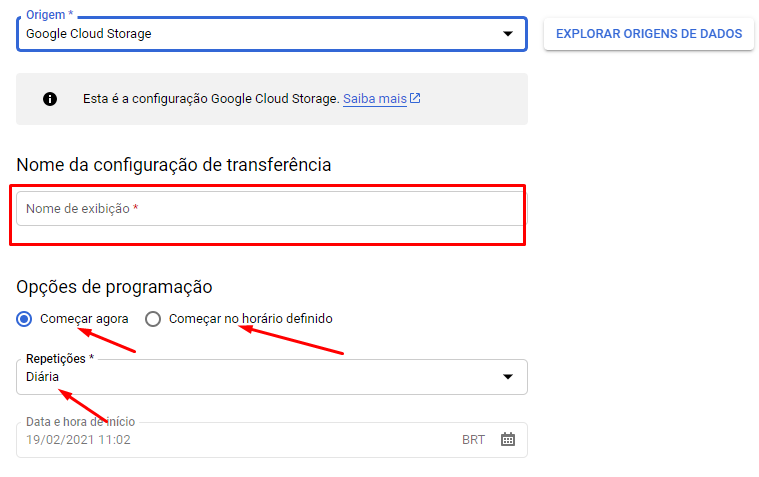 Origem *
Google Cloud Storage
EXPLORAR ORIGENS DE DADOS
Esta é a configuração Google Cloud Storage. Saiba mais
Nome da configuração de transferência
Nome de exibição *
Opções de programação
Começar agora
Começar no horário definido
Repetições *
Diária
Data e hora de início
19/02/2021 11:02
BRT